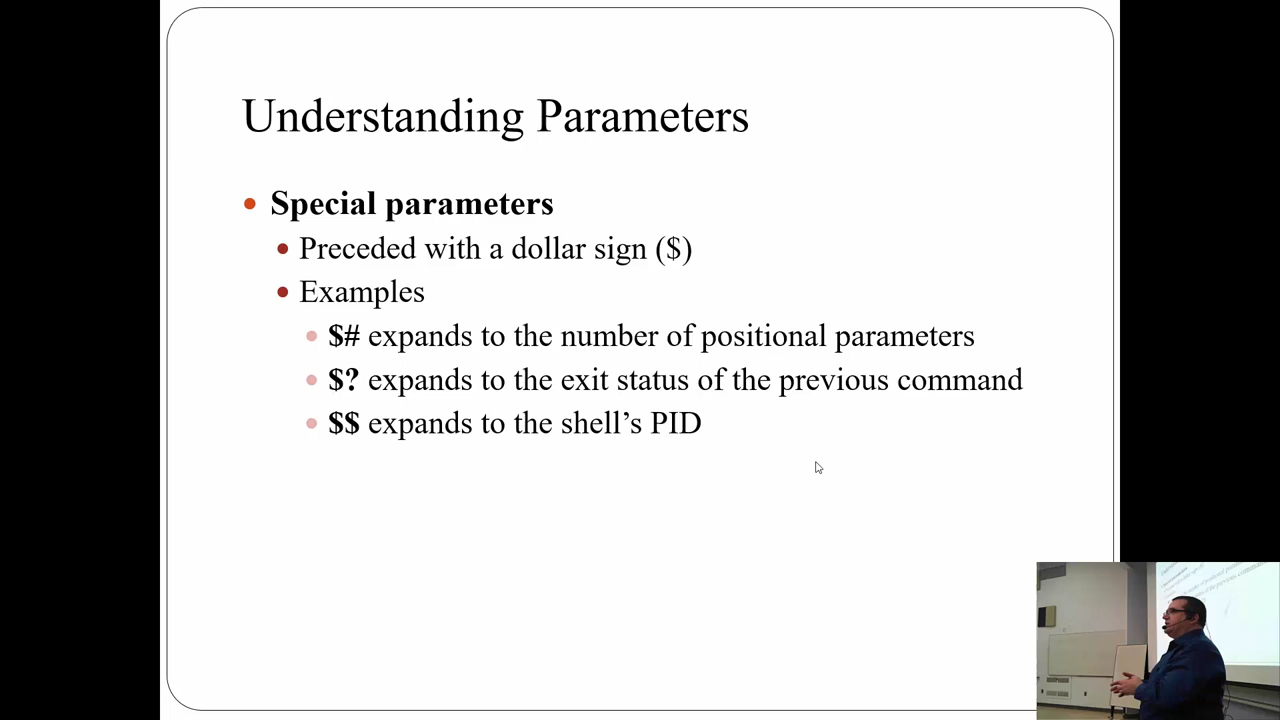 Understanding Parameters
Special parameters
Preceded with a dollar sign ($)
Examples
$# expands to the number of positional parameters
$? expands to the exit status of the previous command
$$ expands to the shell’s PID